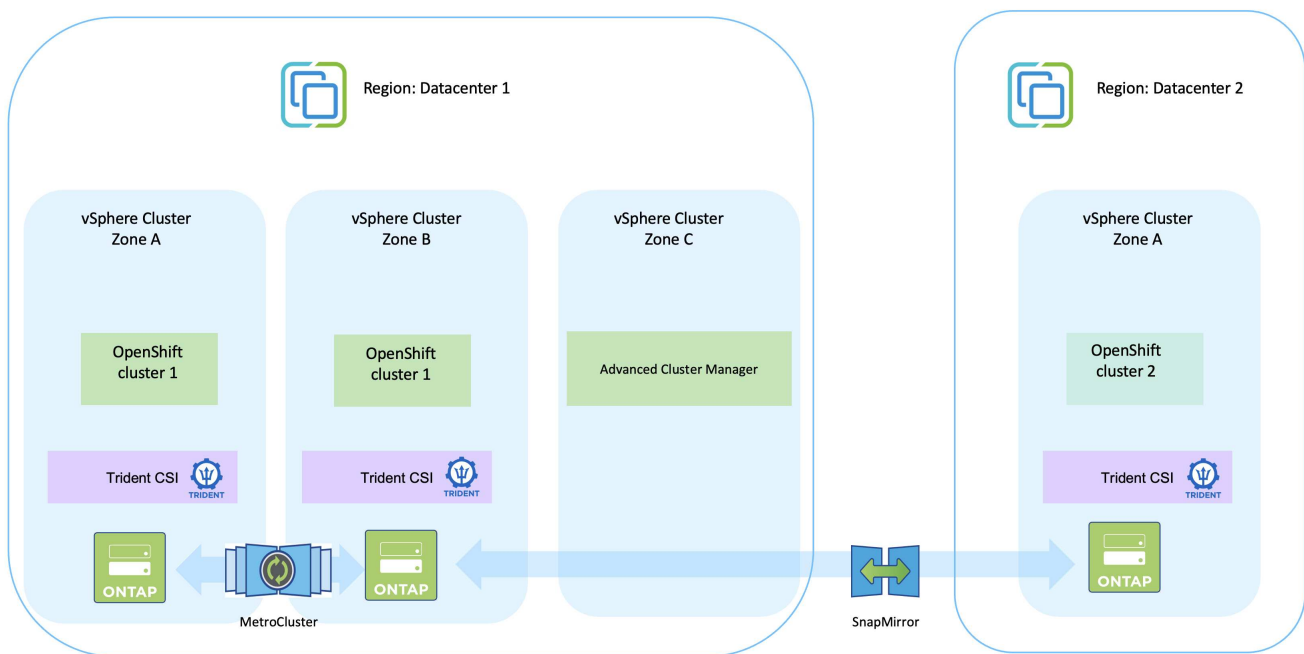 Region: Datacenter 1
Region: Datacenter 2
vSphere Cluster
Zone A
vSphere Cluster
Zone B
vSphere Cluster
Zone C
vSphere Cluster
Zone A
OpenShift
cluster 1
OpenShift
cluster 1
Advanced Cluster Manager
OpenShift
cluster 2
Trident CSI
TRIDENT
Trident CSI
TRIDENT
Trident CSI
TRIDENT
ONTAP
ONTAP
ONTAP
MetroCluster
SnapMirror